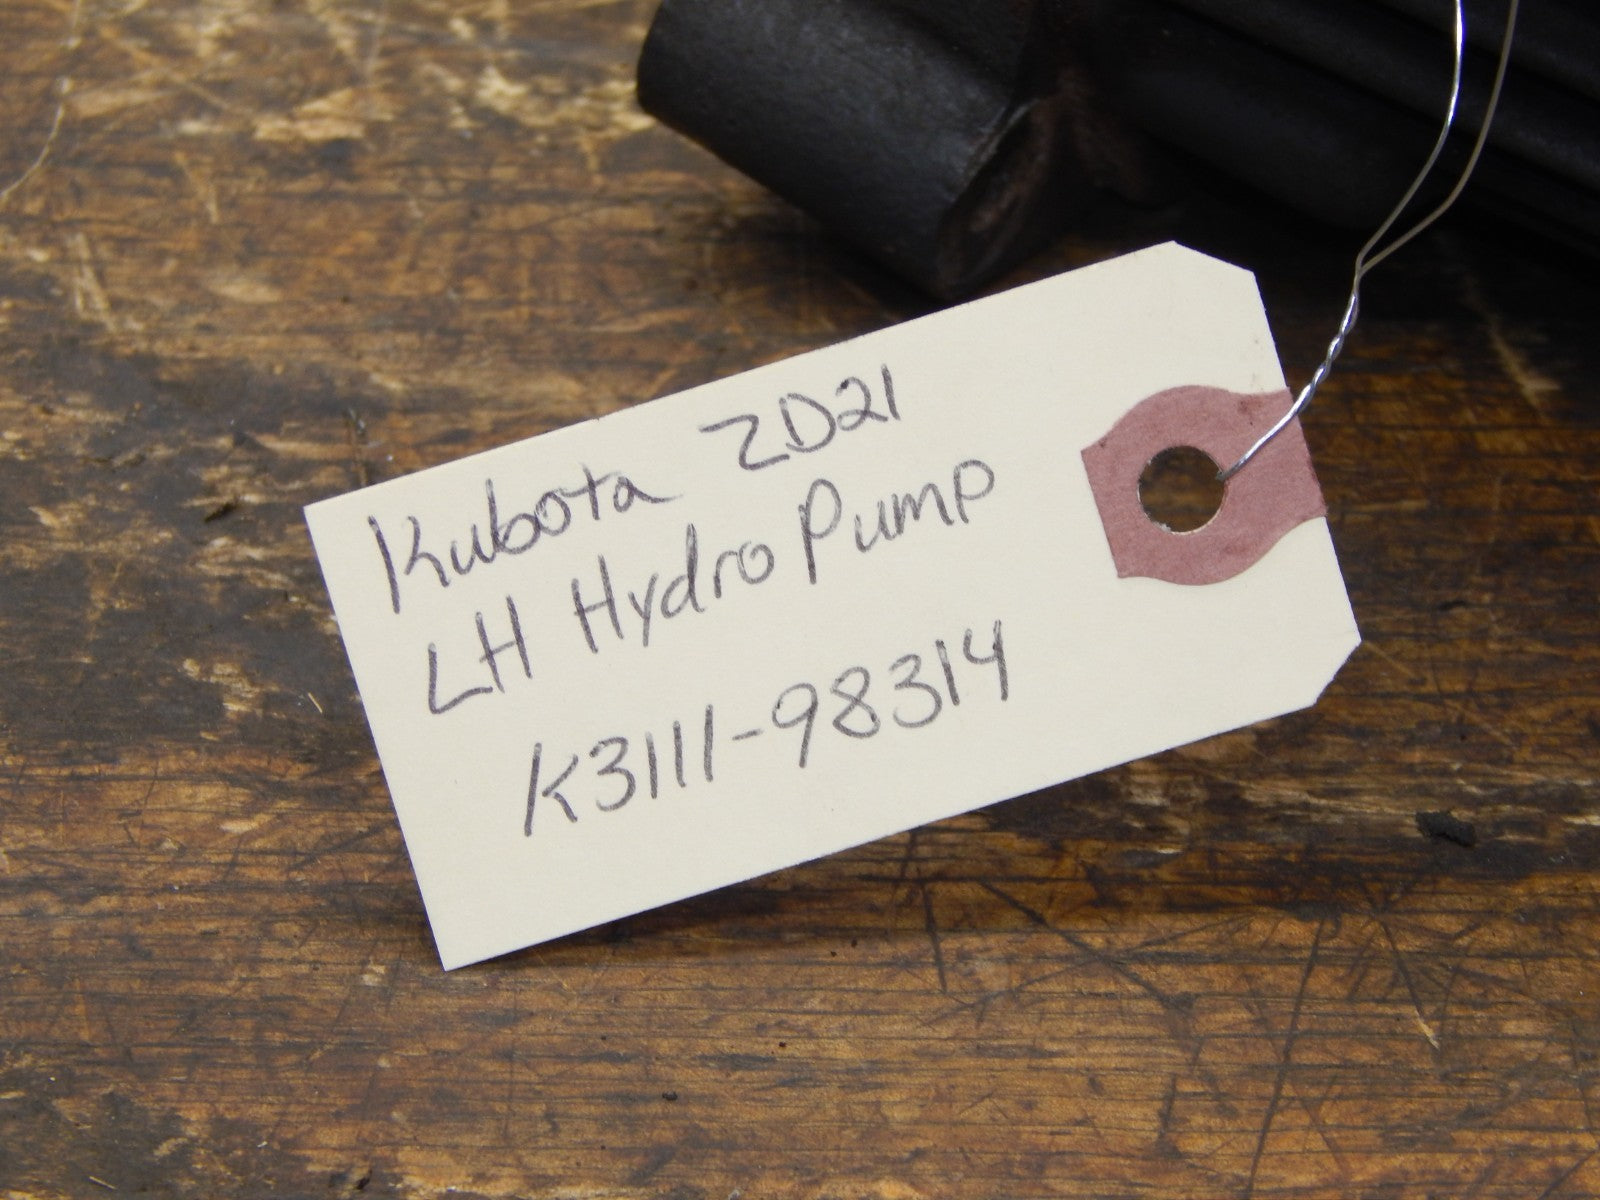 Kubota ZD21
LH Hydro Pump
K3111-98314